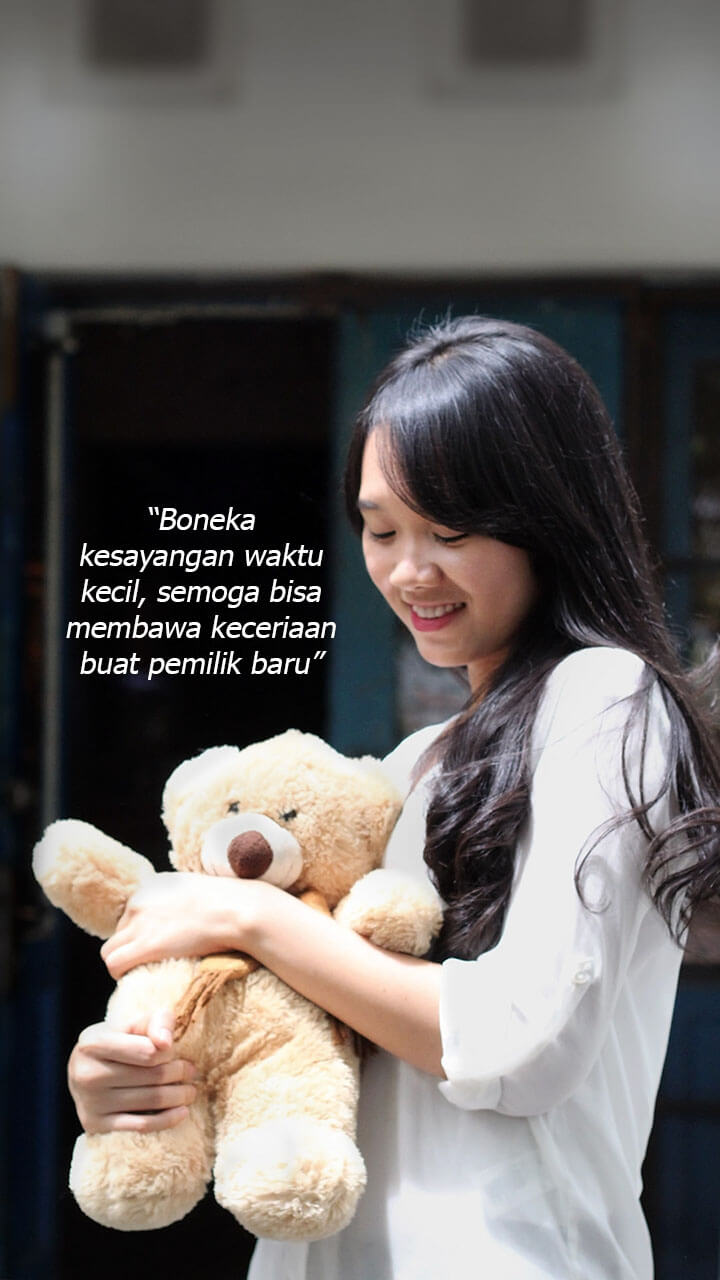 “Boneka
kesayangan waktu
kecil, semoga bisa
membawa keceriaan
buat pemilik baru”